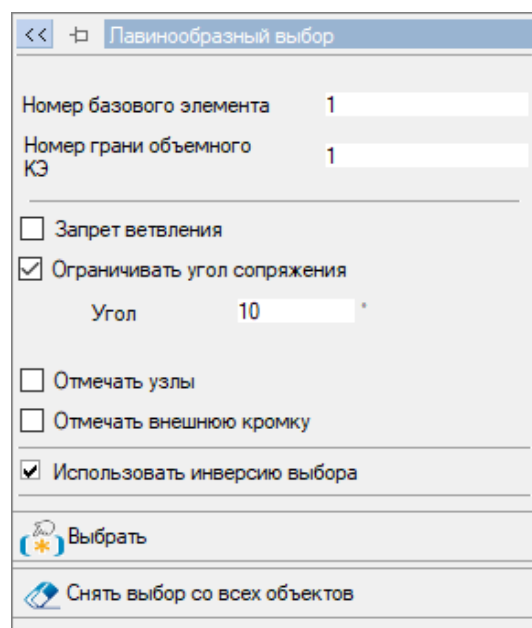 << Лавинообразный выбор
Номер базового элемента 1
Номер грани объемного
КЭ 1
Запрет ветвления
Ограничивать угол сопряжения
Угол 10 °
Отмечать узлы
Отмечать внешнюю кромку
Использовать инверсию выбора
Выбрать
Снять выбор со всех объектов